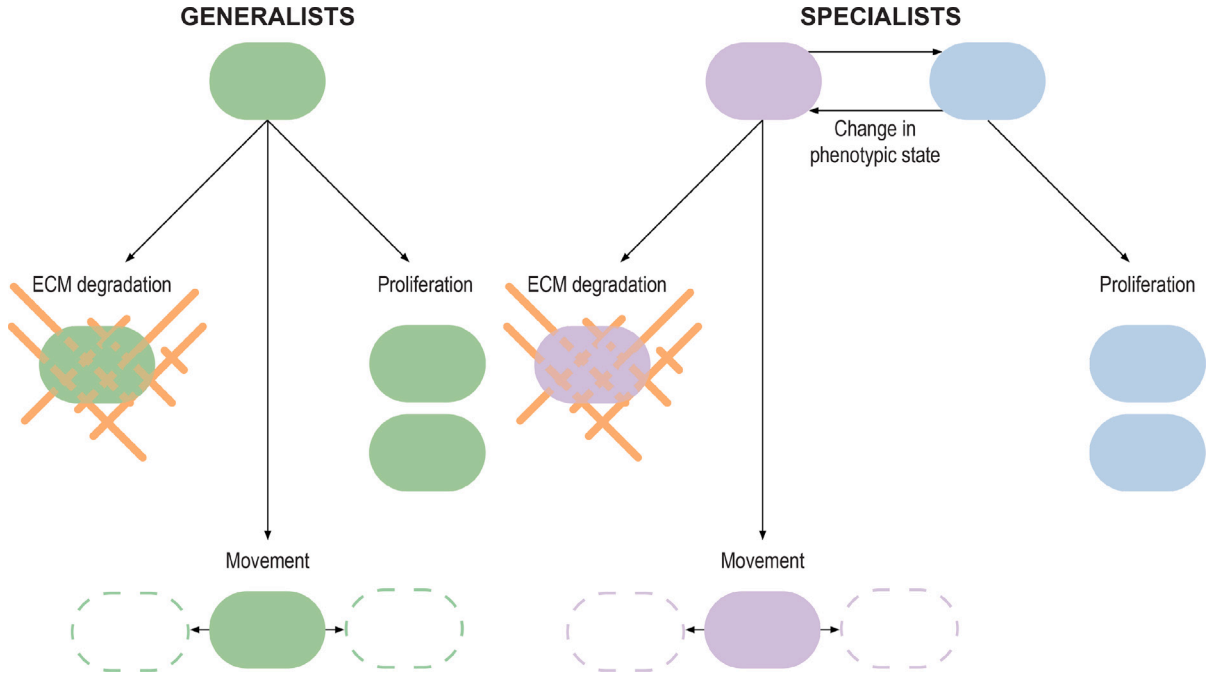 GENERALISTS
SPECIALISTS
Change in
phenotypic state
ECM degradation
Proliferation
ECM degradation
Proliferation
Movement
Movement